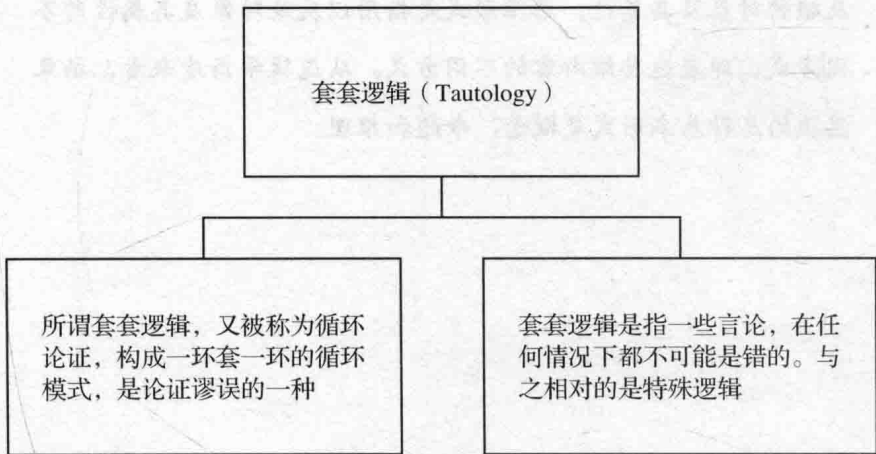 套套逻辑（Tautology）
所谓套套逻辑，又被称为循环
论证，构成一环套一环的循环
模式，是论证谬误的一种
套套逻辑是指一些言论，在任
何情况下都不可能是错的。与
之相对的是特殊逻辑